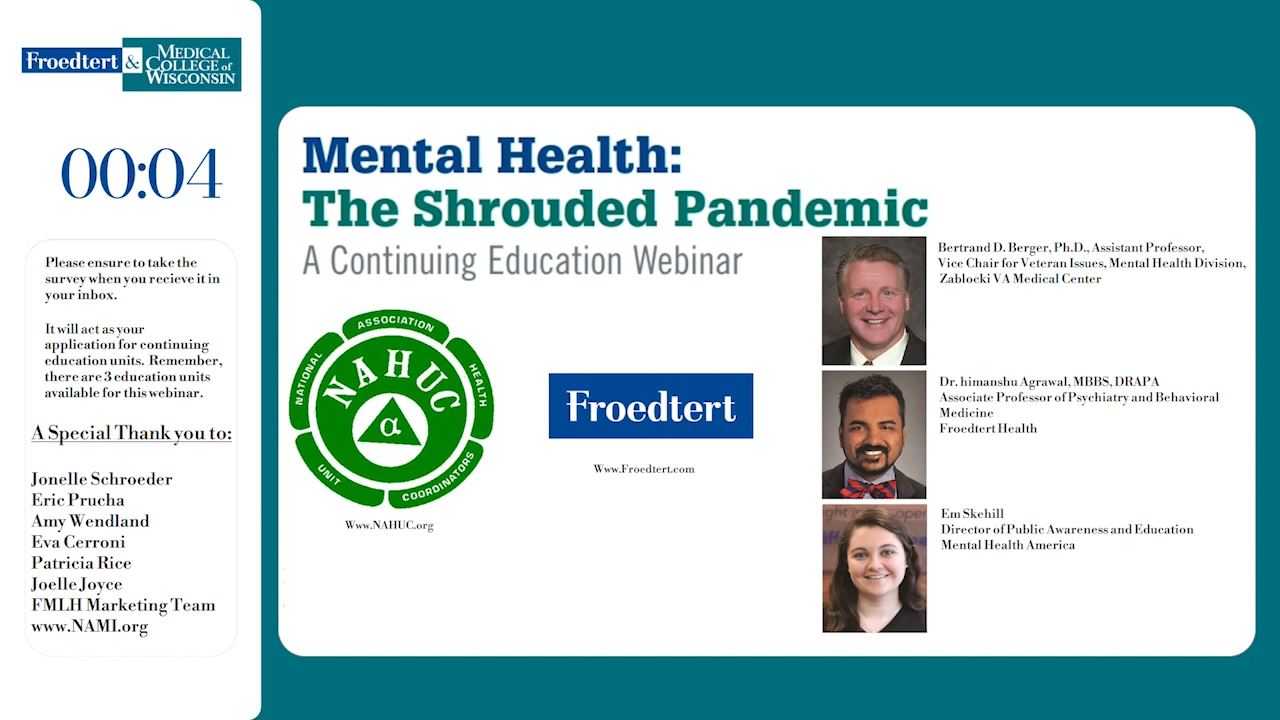 Froedtert & MEDICAL
COLLEGE of
WISCONSIN
00:04
Please ensure to take the
survey when you recieve it in
your inbox.
It will act as your
application for continuing
education units. Remember,
there are 3 education units
available for this webinar.
A Special Thank you to:
Jonelle Schroeder
Eric Prucha
Amy Wendland
Eva Cerroni
Patricia Rice
Joelle Joyce
FMLH Marketing Team
www.NAMI.org
Mental Health:
The Shrouded Pandemic
A Continuing Education Webinar
NATIONAL ASSOCIATION HEALTH UNIT COORDINATORS
NAHUC
α
Www.NAHUC.org
Froedtert
Www.Froedtert.com
Bertrand D. Berger, Ph.D., Assistant Professor,
Vice Chair for Veteran Issues, Mental Health Division,
Zablocki VA Medical Center
Dr. himanshu Agrawal, MBBS, DRAPA
Associate Professor of Psychiatry and Behavioral
Medicine
Froedtert Health
Em Skehill
Director of Public Awareness and Education
Mental Health America